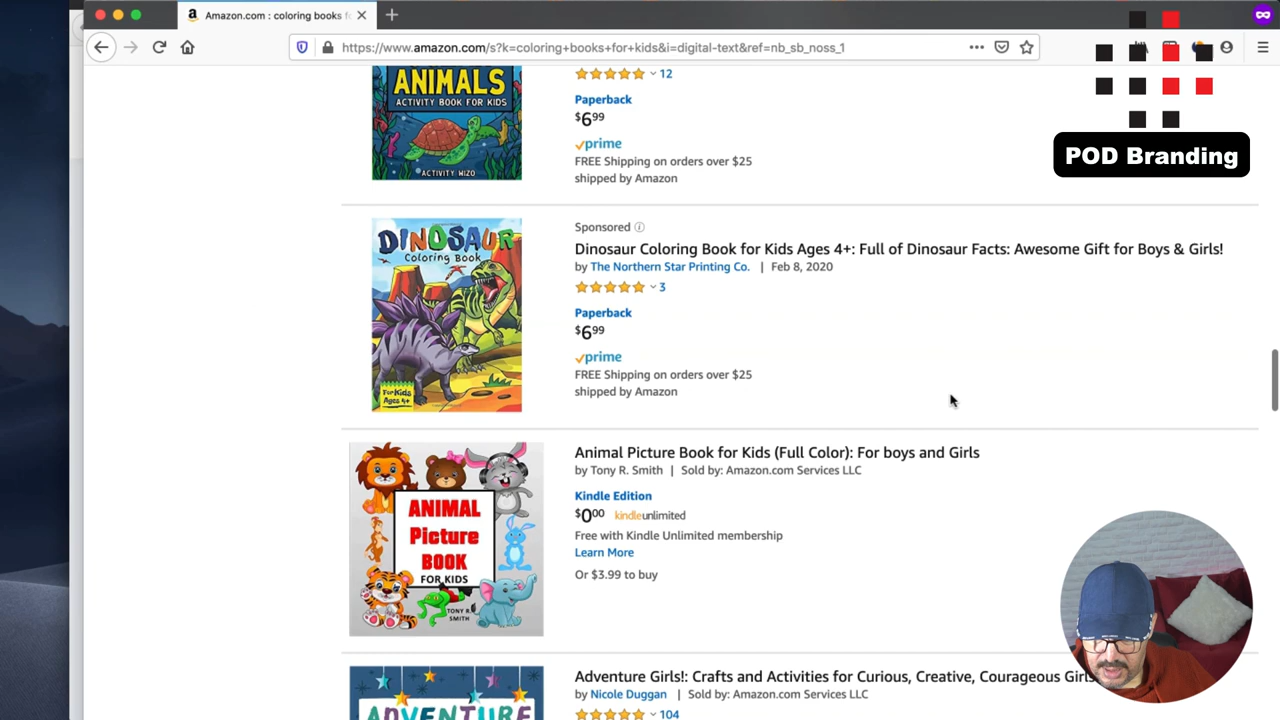 Amazon.com : coloring books f
https://www.amazon.com/s?k=coloring+books+for+kids&i=digital-text&ref=nb_sb_noss_1
POD Branding
ANIMALS
ACTIVITY BOOK FOR KIDS
ACTIVITY WIZO
12
Paperback
$6.99
prime
FREE Shipping on orders over $25
shipped by Amazon
DINOSAUR
Coloring Book
For Kids
Ages 4+
Sponsored
Dinosaur Coloring Book for Kids Ages 4+: Full of Dinosaur Facts: Awesome Gift for Boys & Girls!
by The Northern Star Printing Co. | Feb 8, 2020
3
Paperback
$6.99
prime
FREE Shipping on orders over $25
shipped by Amazon
ANIMAL
Picture
BOOK
FOR KIDS
TONY R.
SMITH
Animal Picture Book for Kids (Full Color): For boys and Girls
by Tony R. Smith | Sold by: Amazon.com Services LLC
Kindle Edition
$0.00 kindleunlimited
Free with Kindle Unlimited membership
Learn More
Or $3.99 to buy
ADVENTURE
Adventure Girls!: Crafts and Activities for Curious, Creative, Courageous Girls
by Nicole Duggan | Sold by: Amazon.com Services LLC
104